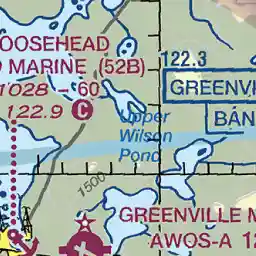 OOSEHEAD
MARINE (52B)
1028 - 60
122.9 C
122.3
GREENVI
BAN
Upper
Wilson
Pond
1500
GREENVILLE M
AWOS-A 12